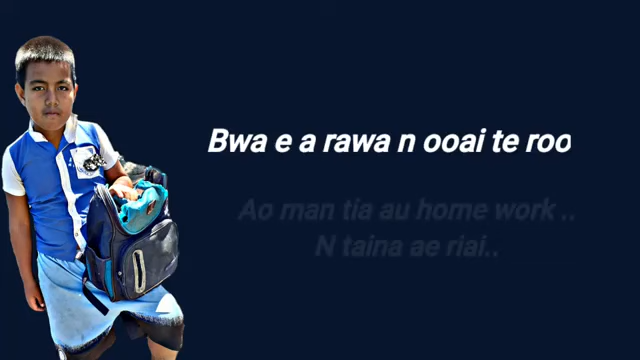 Bwa e a rawa n ooai te roo
Ao man tia au home work ..
N taina ae riai..